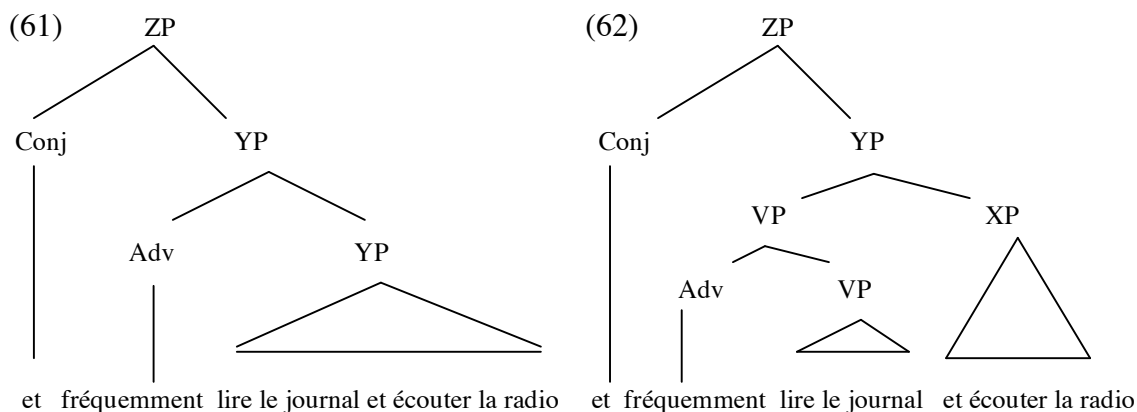 (61) ZP (62) ZP
Conj YP Conj YP
VP XP
Adv YP
Adv VP
et fréquemment lire le journal et écouter la radio et fréquemment lire le journal et écouter la radio